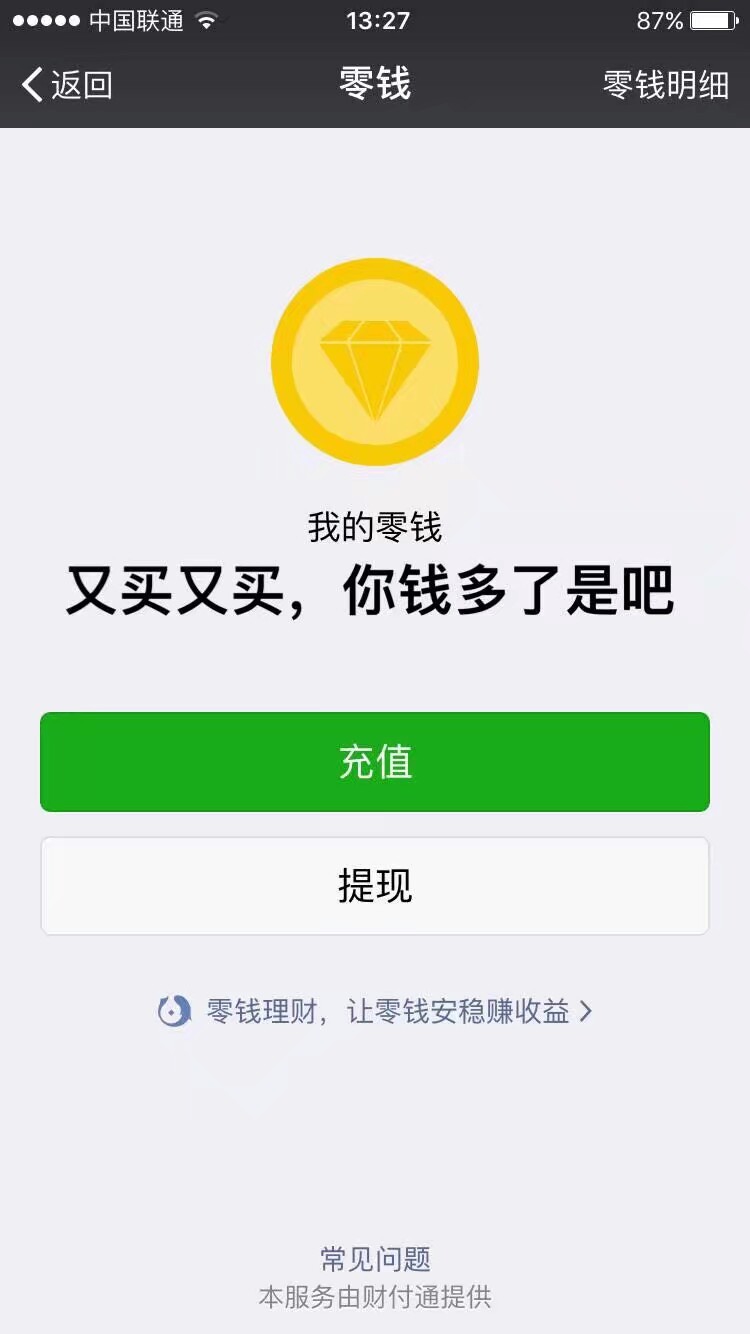 中国联通 13:27 87%
返回 零钱 零钱明细
我的零钱
又买又买，你钱多了是吧
充值
提现
零钱理财，让零钱安稳赚收益
常见问题
本服务由财付通提供